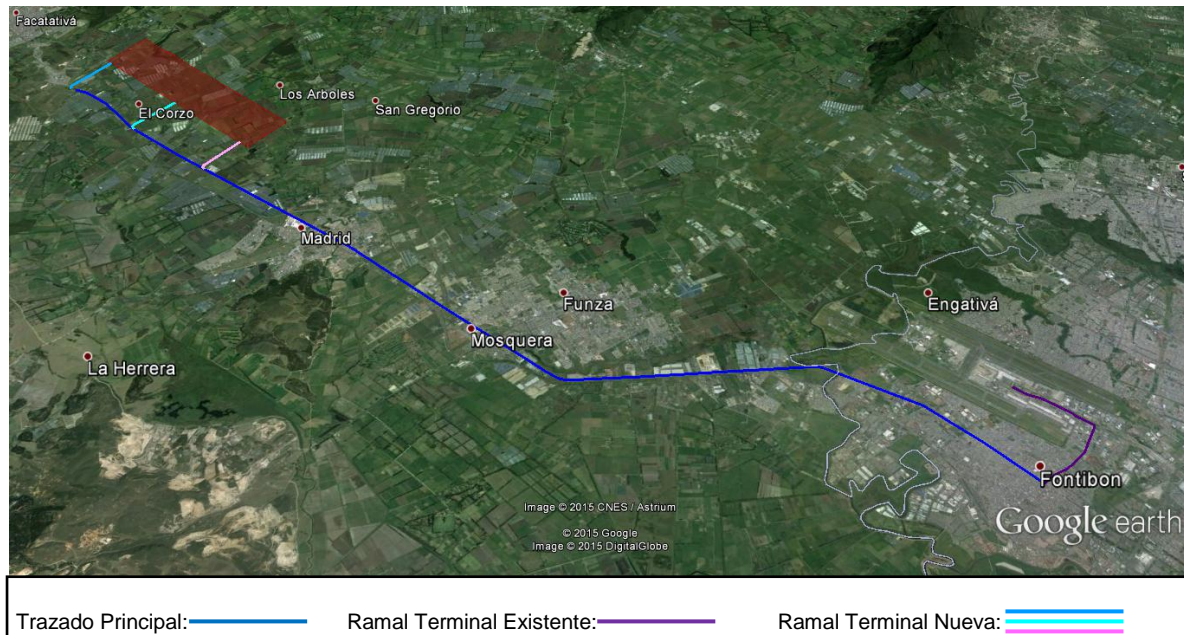 Facatativá
Los Arboles
El Corzo
San Gregorio
Madrid
Funza
Engativá
Mosquera
La Herrera
Fontibon
Image © 2015 CNES / Astrium
© 2015 Google
Image © 2015 DigitalGlobe
Google earth
Trazado Principal: Ramal Terminal Existente: Ramal Terminal Nueva: